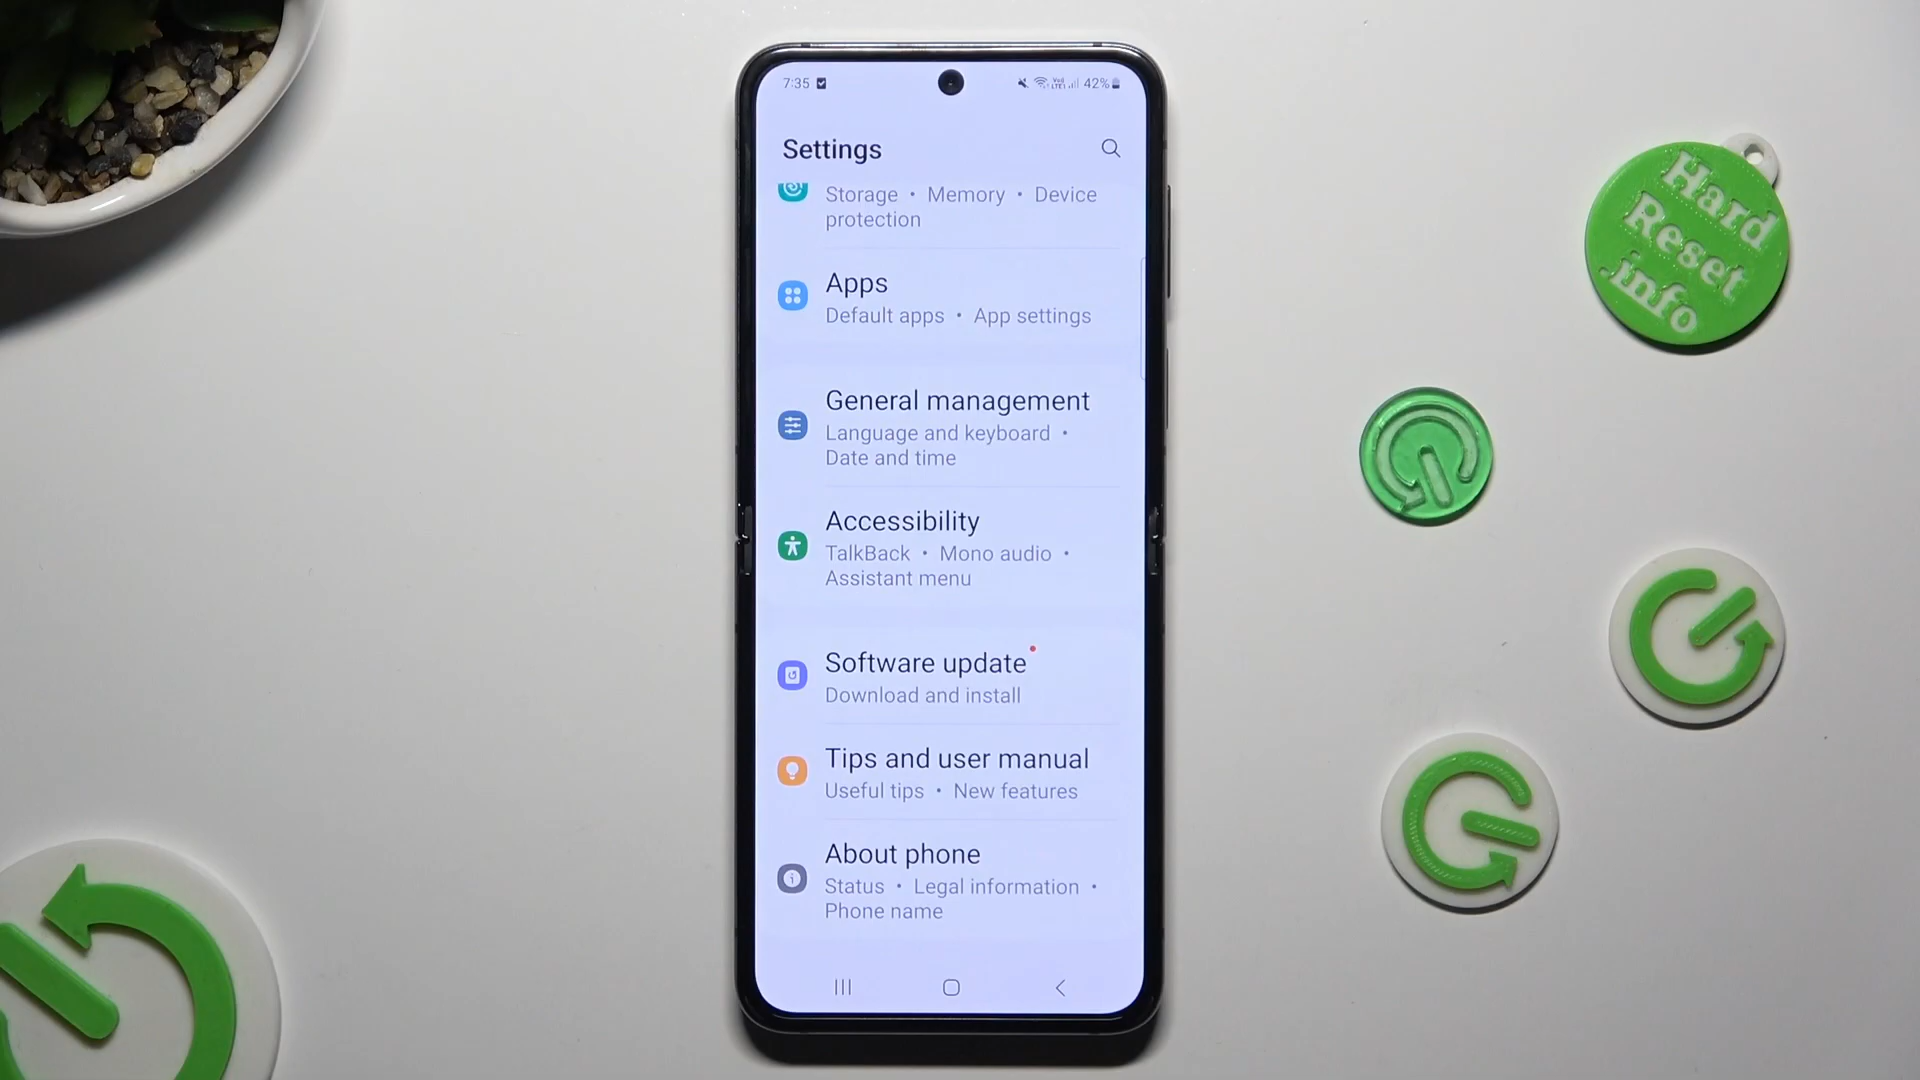 7:35
VoD LTE1 42%
Settings
Storage • Memory • Device
protection
Apps
Default apps • App settings
General management
Language and keyboard •
Date and time
Accessibility
TalkBack • Mono audio •
Assistant menu
Software update
Download and install
Tips and user manual
Useful tips • New features
About phone
Status • Legal information •
Phone name
Hard
Reset
.info